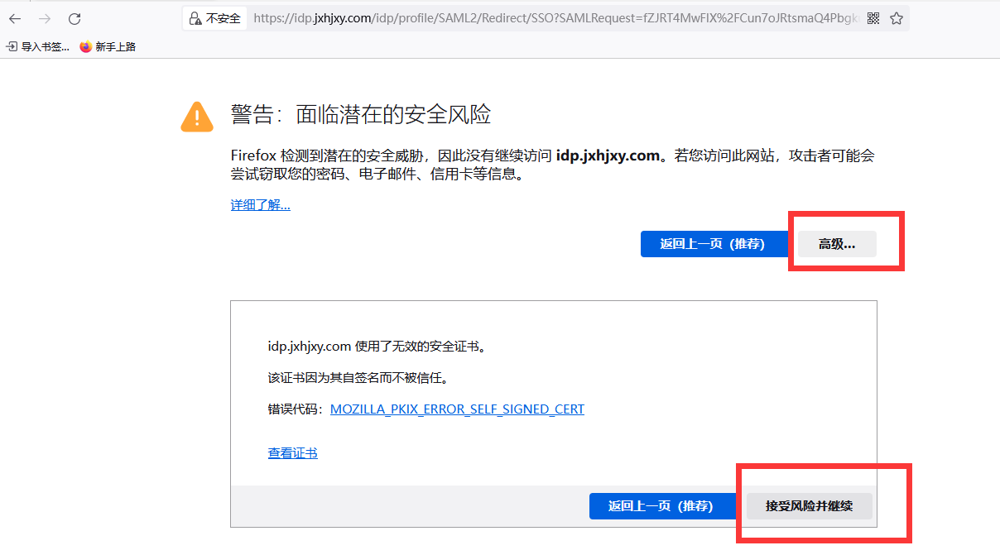 不安全 https://idp.jxhjxy.com/idp/profile/SAML2/Redirect/SSO?SAMLRequest=fZJRT4MwFIX%2FCun7oJRtsmaQ4Pbgk
导入书签... 新手上路
警告：面临潜在的安全风险
Firefox 检测到潜在的安全威胁，因此没有继续访问 idp.jxhjxy.com。若您访问此网站，攻击者可能会
尝试窃取您的密码、电子邮件、信用卡等信息。
详细了解...
返回上一页（推荐） 高级...
idp.jxhjxy.com 使用了无效的安全证书。
该证书因为其自签名而不被信任。
错误代码：MOZILLA_PKIX_ERROR_SELF_SIGNED_CERT
查看证书
返回上一页（推荐） 接受风险并继续